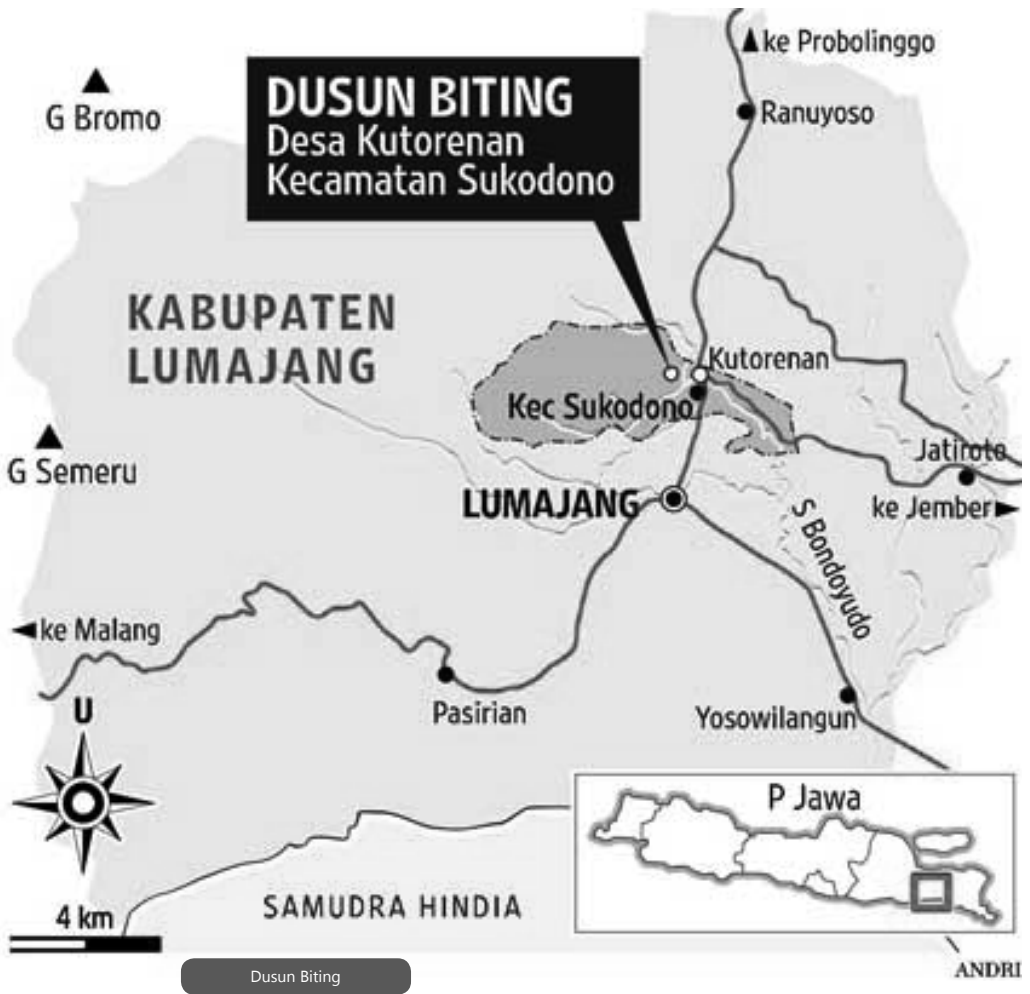 ke Probolinggo
G Bromo
DUSUN BITING
Desa Kutorenan
Kecamatan Sukodono
Ranuyoso
KABUPATEN
LUMAJANG
Kutorenan
Kec Sukodono
G Semeru
Jatiroto
LUMAJANG
ke Jember
S Bondoyudo
ke Malang
U
Pasirian
Yosowilangun
P Jawa
4 km
SAMUDRA HINDIA
Dusun Biting
ANDRI